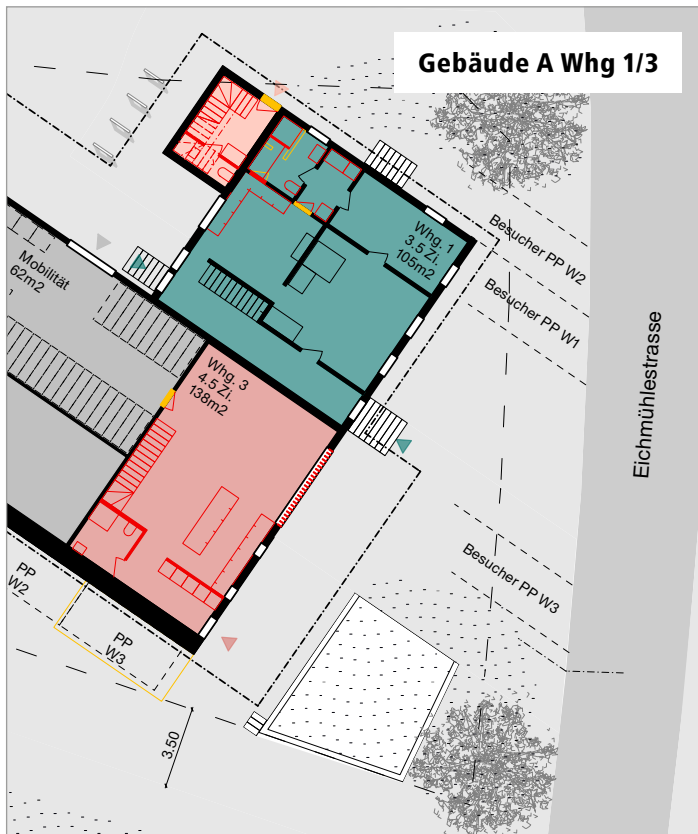 Gebäude A Whg 1/3
Whg. 1
3.5 Zi.
105m2
Besucher PP W2
Besucher PP W1
Mobilität
62m2
Whg. 3
4.5 Zi.
138m2
Eichmühlestrasse
Besucher PP W3
PP
W2
PP
W3
3.50